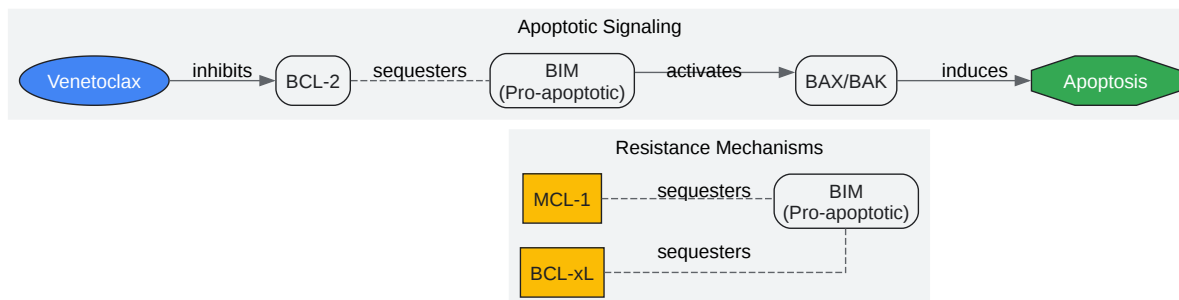 Apoptotic Signaling
Venetoclax
inhibits
BCL-2
sequesters
BIM
(Pro-apoptotic)
activates
BAX/BAK
induces
Apoptosis
Resistance Mechanisms
MCL-1
sequesters
BIM
(Pro-apoptotic)
BCL-xL
sequesters